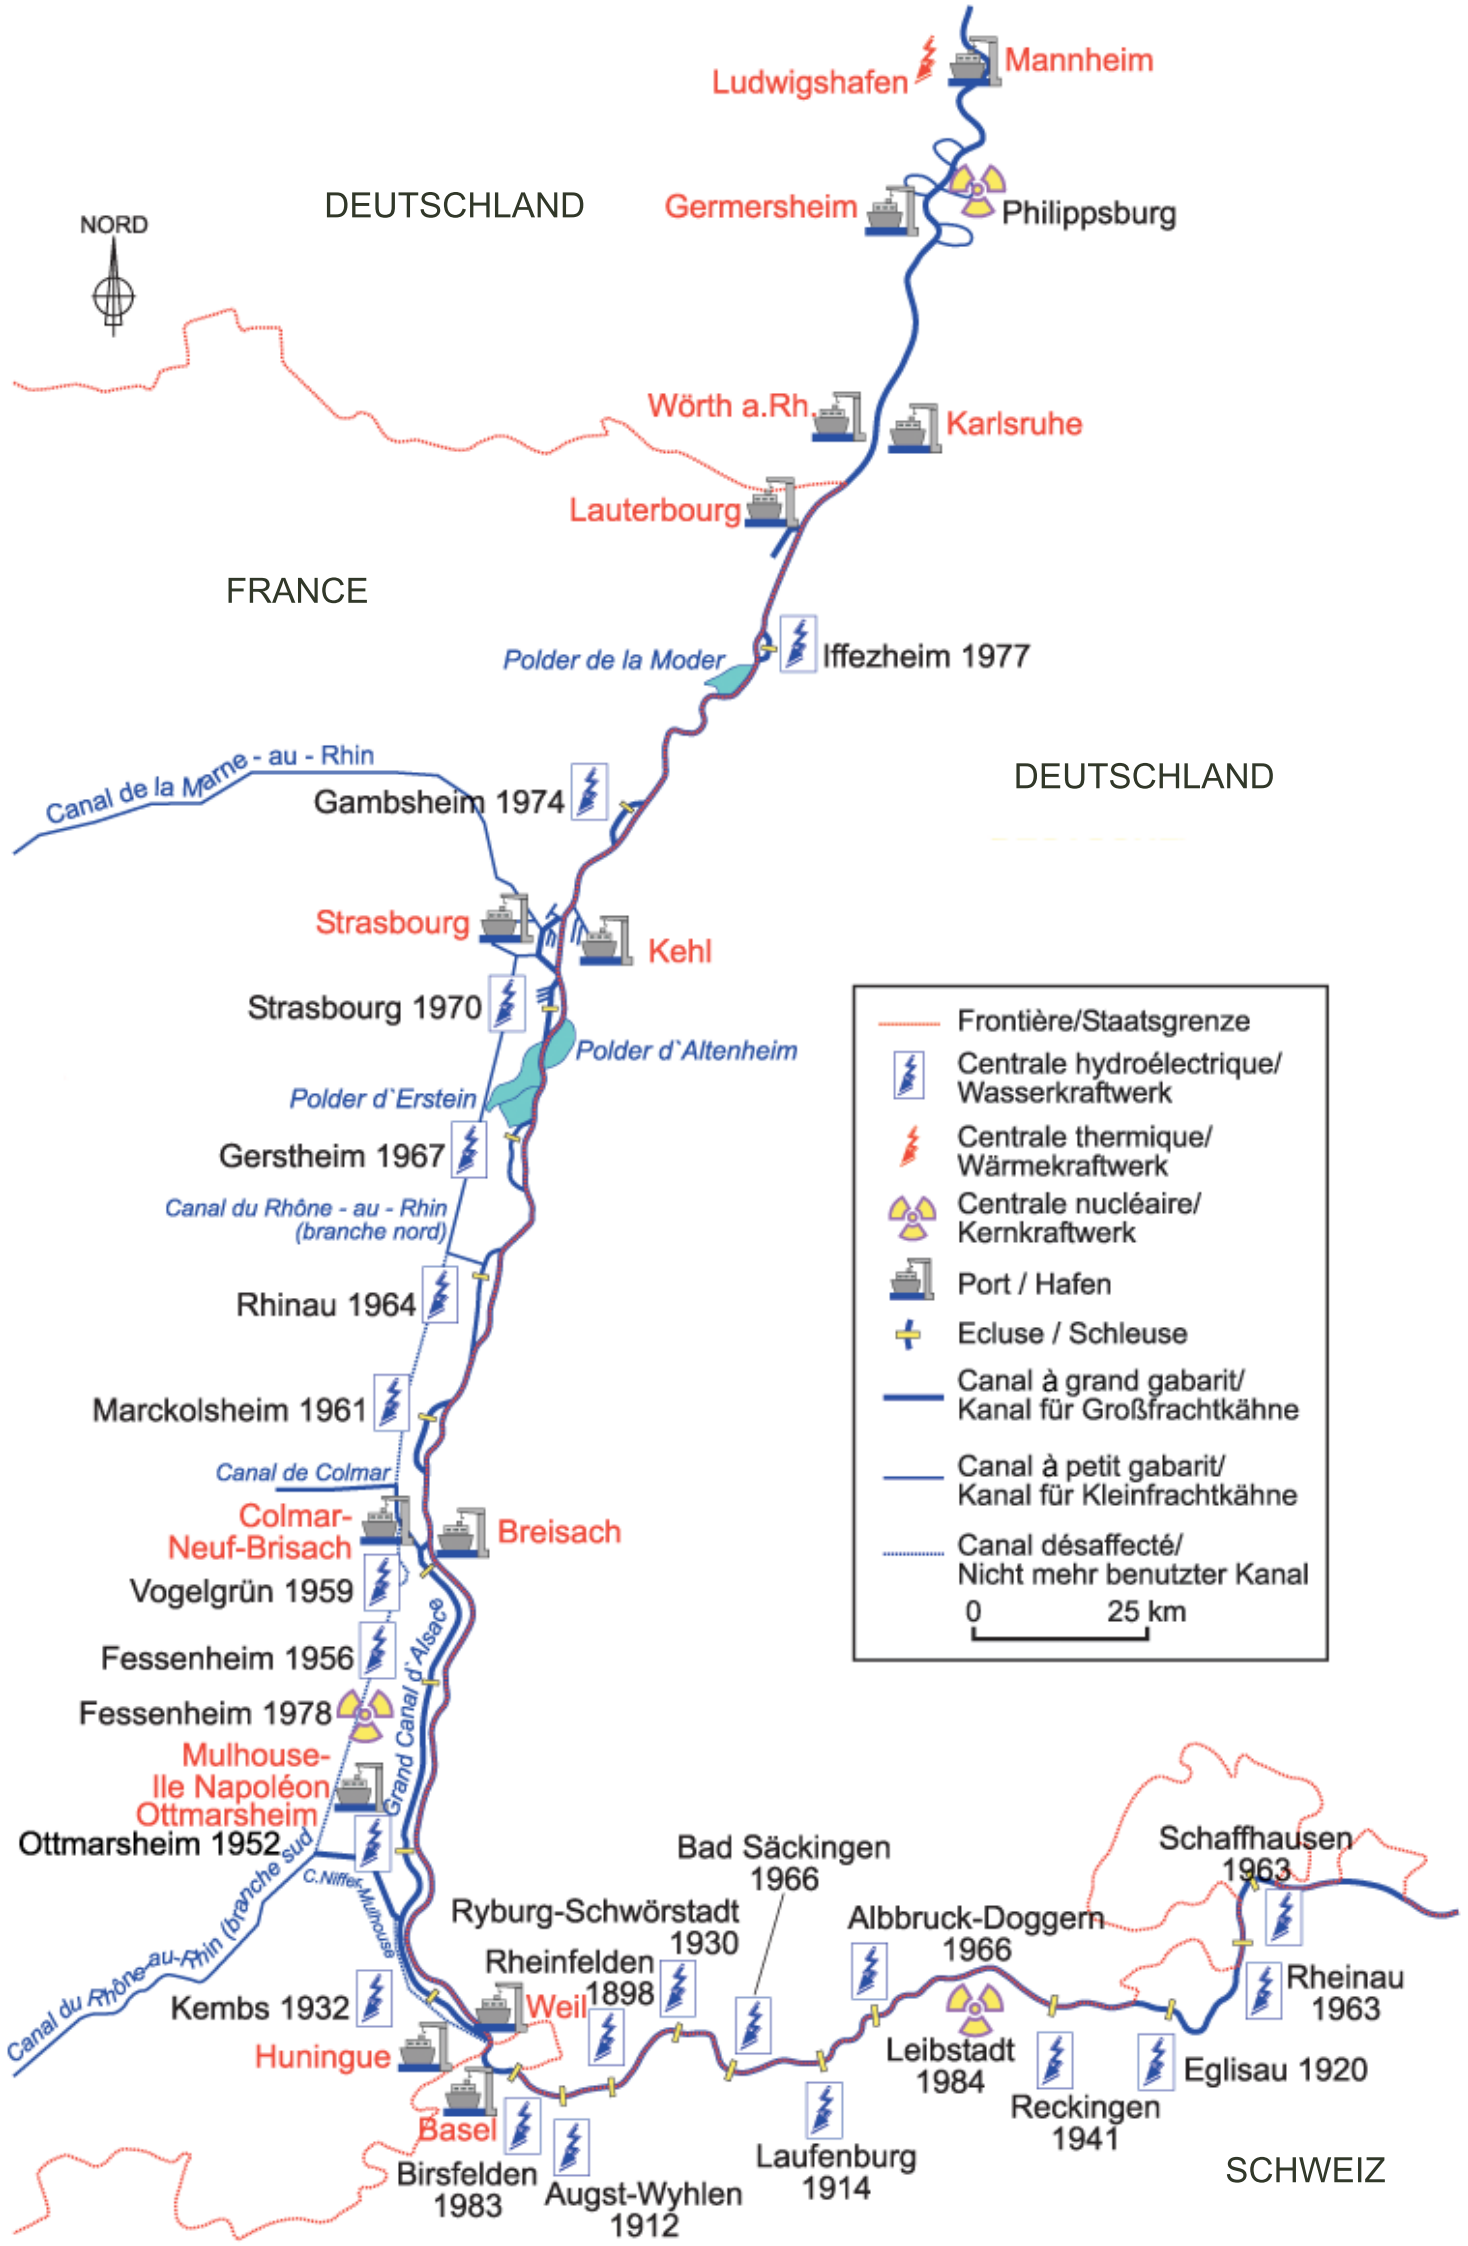 Ludwigshafen
Mannheim
DEUTSCHLAND
Germersheim
Philippsburg
NORD
Wörth a.Rh.
Karlsruhe
Lauterbourg
FRANCE
Polder de la Moder
Iffezheim 1977
Canal de la Marne - au - Rhin
Gambsheim 1974
DEUTSCHLAND
Strasbourg
Kehl
Strasbourg 1970
Polder d`Altenheim
Polder d`Erstein
Gerstheim 1967
Canal du Rhône - au - Rhin
(branche nord)
Rhinau 1964
Marckolsheim 1961
Canal de Colmar
Colmar-
Neuf-Brisach
Breisach
Vogelgrün 1959
Fessenheim 1956
Grand Canal d`Alsace
Fessenheim 1978
Mulhouse-
Ile Napoléon
Ottmarsheim
Ottmarsheim 1952
C.Niffer-Mulhouse
Canal du Rhône-au-Rhin (branche sud
Kembs 1932
Huningue
Weil
Basel
Birsfelden
1983
Augst-Wyhlen
1912
Rheinfelden
1898
Ryburg-Schwörstadt
1930
Bad Säckingen
1966
Laufenburg
1914
Albbruck-Doggern
1966
Leibstadt
1984
Reckingen
1941
Eglisau 1920
Rheinau
1963
Schaffhausen
1963
SCHWEIZ
Frontière/Staatsgrenze
Centrale hydroélectrique/
Wasserkraftwerk
Centrale thermique/
Wärmekraftwerk
Centrale nucléaire/
Kernkraftwerk
Port / Hafen
Ecluse / Schleuse
Canal à grand gabarit/
Kanal für Großfrachtkähne
Canal à petit gabarit/
Kanal für Kleinfrachtkähne
Canal désaffecté/
Nicht mehr benutzter Kanal
0 25 km